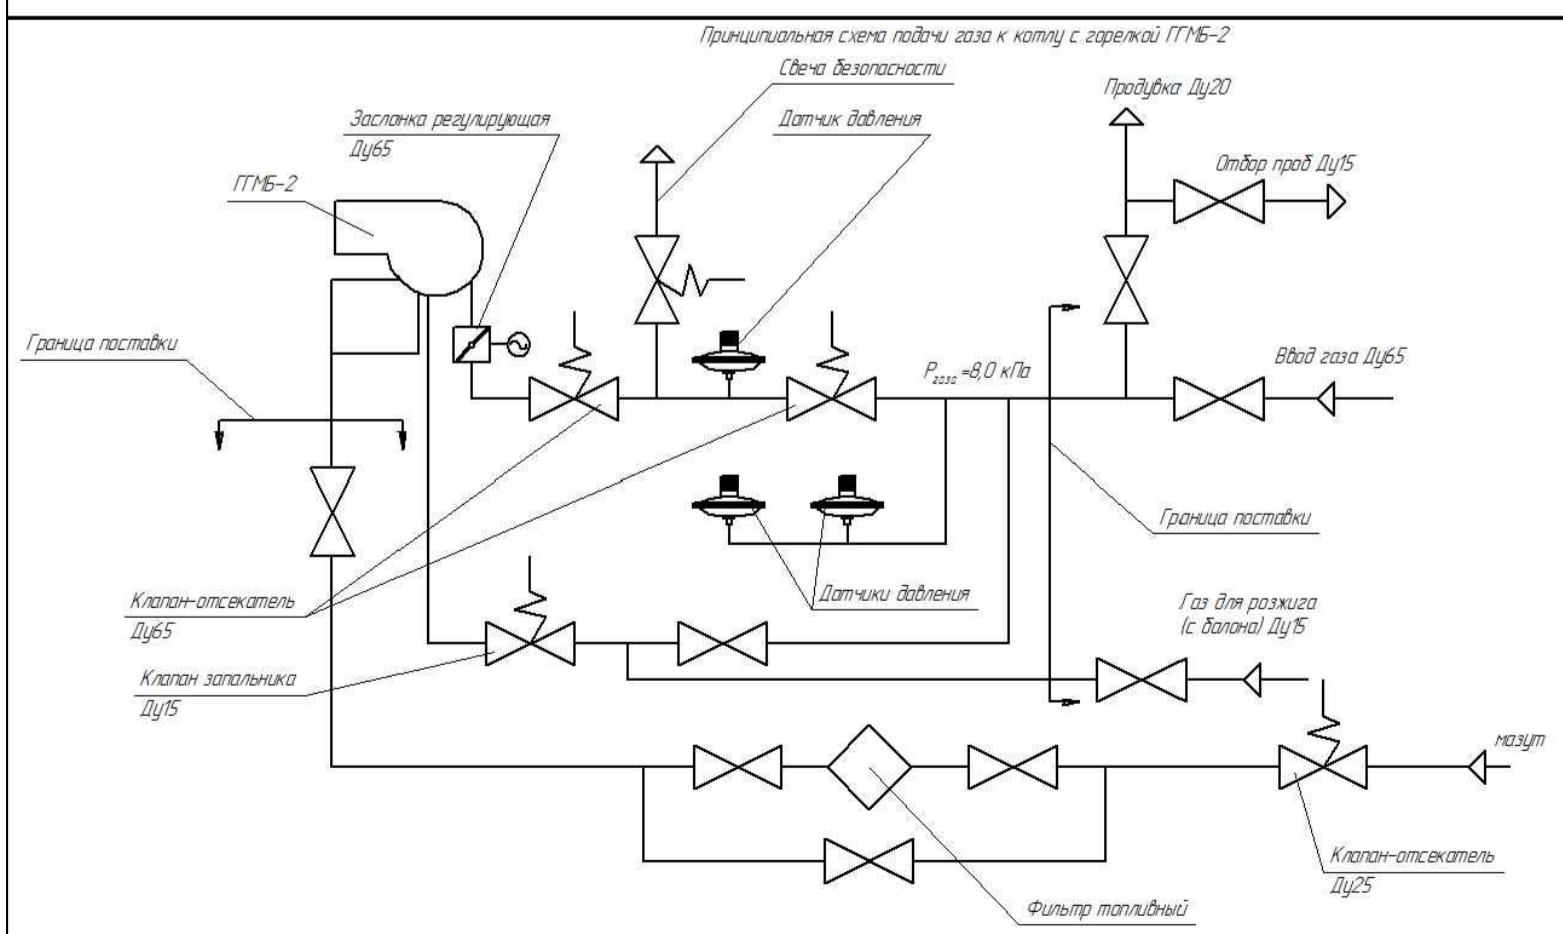 Принципиальная схема подачи газа к котлу с горелкой ГГМБ-2
Свеча безопасности
Датчик давления
Продувка Ду20
Заслонка регулирующая
Ду65
Отбор проб Ду15
ГГМБ-2
Граница поставки
Pгаза=8,0 кПа
Ввод газа Ду65
Граница поставки
Клапан-отсекатель
Ду65
Датчики давления
Газ для розжига
(с балона) Ду15
Клапан запальника
Ду15
мазут
Клапан-отсекатель
Ду25
Фильтр топливный